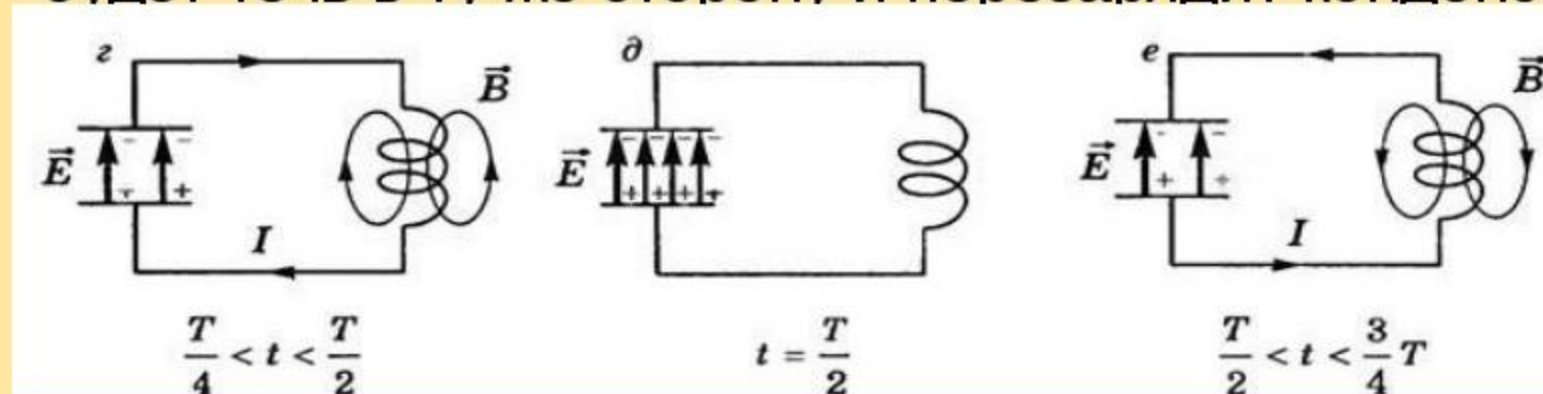 г д е
B⃗ B⃗
- - - - - - - -
E⃗ E⃗ E⃗
+ + + + + + +
I I
T/4 < t < T/2 t = T/2 T/2 < t < 3/4 T